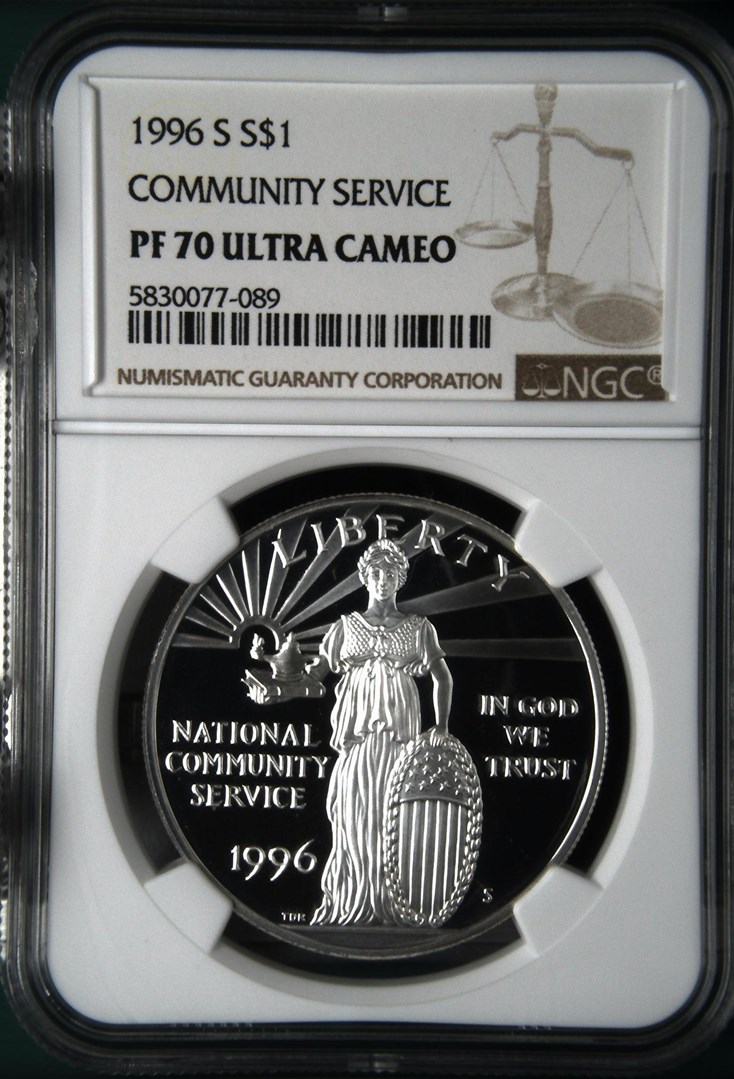 1996 S S$1
COMMUNITY SERVICE
PF 70 ULTRA CAMEO
5830077-089
NUMISMATIC GUARANTY CORPORATION
NGC®
LIBERTY
NATIONAL
COMMUNITY
SERVICE
1996
IN GOD
WE
TRUST
S
TDR